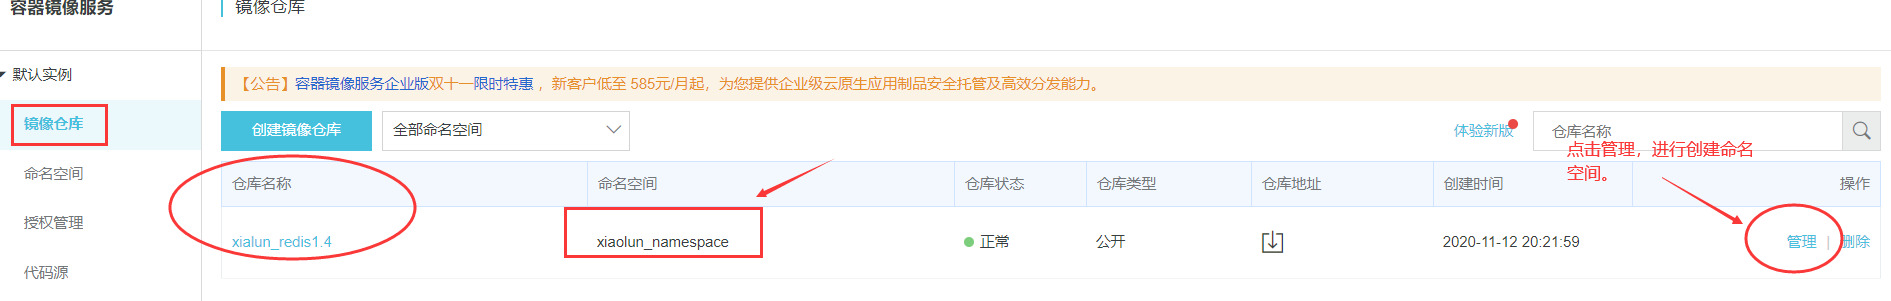 容器镜像服务
镜像仓库
默认实例
镜像仓库
命名空间
授权管理
代码源
【公告】容器镜像服务企业版双十一限时特惠 ，新客户低至 585元/月起，为您提供企业级云原生应用制品安全托管及高效分发能力。
创建镜像仓库
全部命名空间
体验新版
仓库名称
点击管理，进行创建命名
空间。
仓库名称 命名空间 仓库状态 仓库类型 仓库地址 创建时间 操作
xialun_redis1.4 xiaolun_namespace 正常 公开 2020-11-12 20:21:59 管理 | 删除